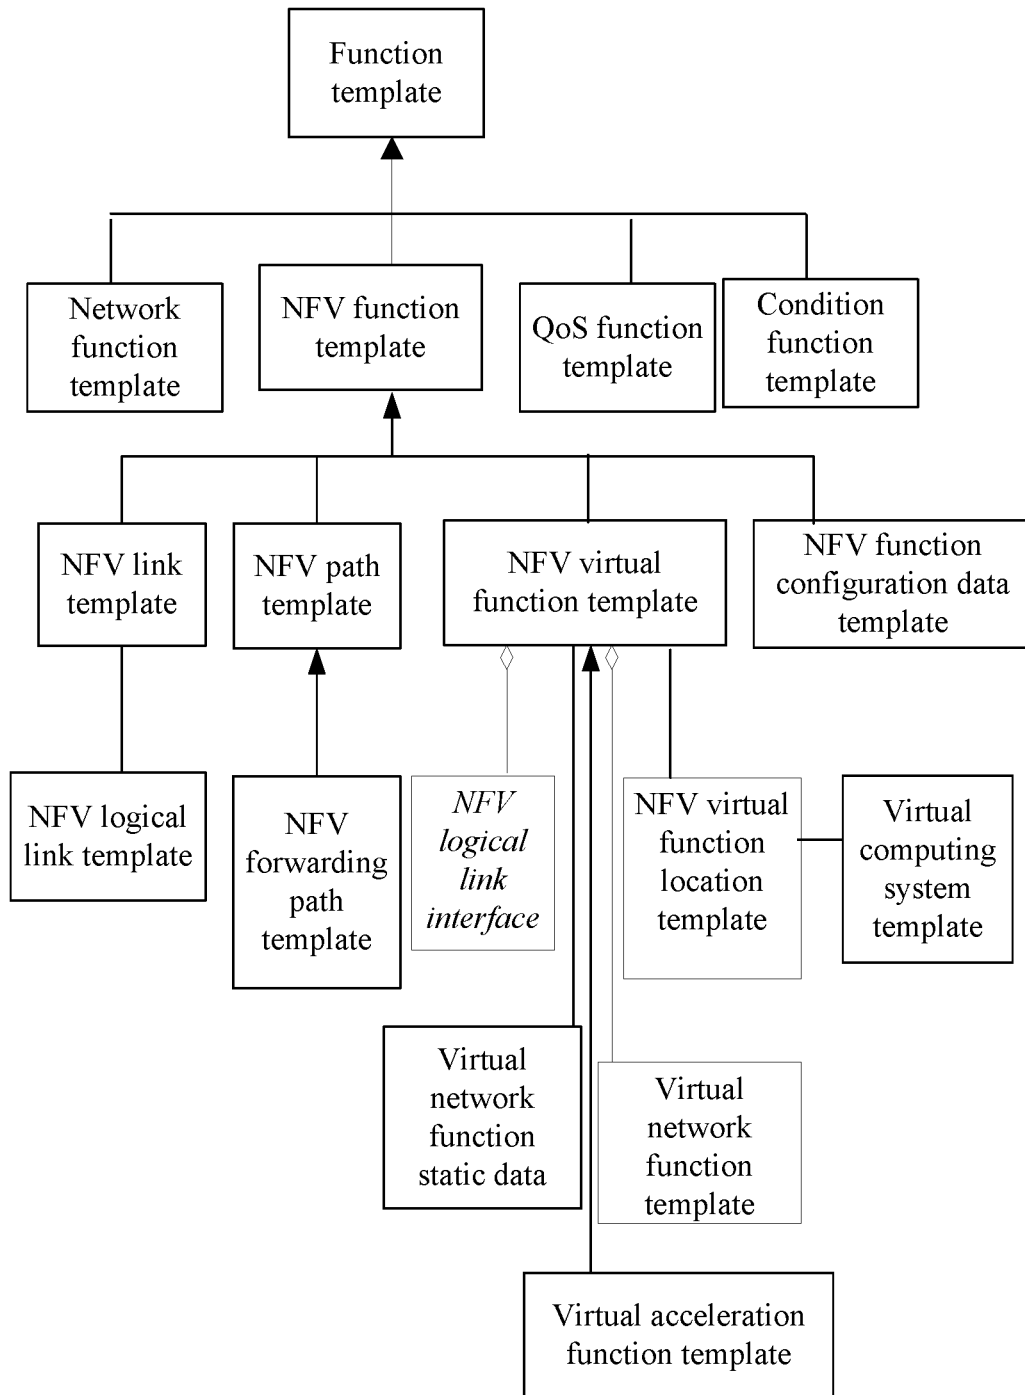 Function
template
Network
function
template
NFV function
template
QoS function
template
Condition
function
template
NFV link
template
NFV path
template
NFV virtual
function template
NFV function
configuration data
template
NFV logical
link template
NFV
forwarding
path
template
NFV
logical
link
interface
NFV virtual
function
location
template
Virtual
computing
system
template
Virtual
network
function
static data
Virtual
network
function
template
Virtual acceleration
function template